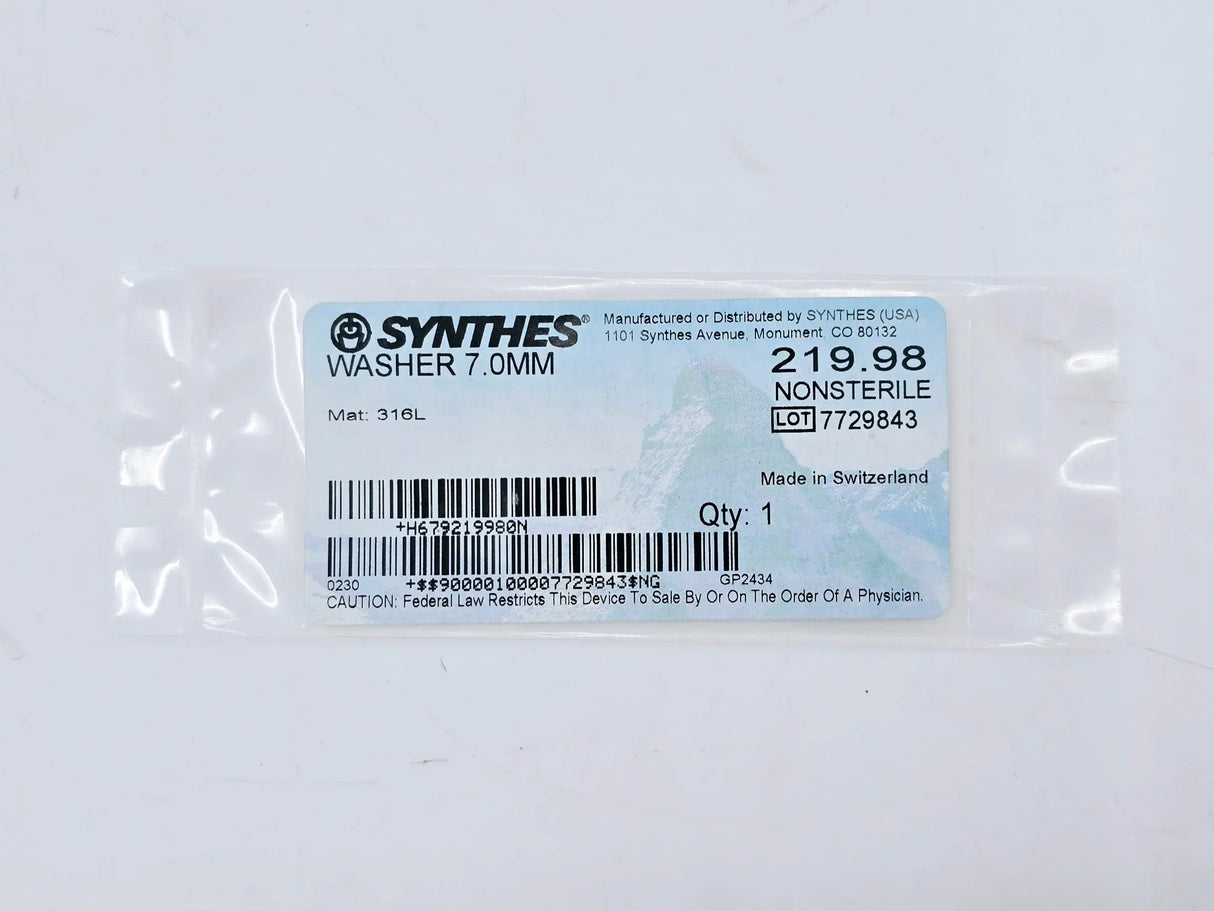 SYNTHES®
Manufactured or Distributed by SYNTHES (USA)
1101 Synthes Avenue, Monument, CO 80132
WASHER 7.0MM
219.98
NONSTERILE
Mat: 316L
LOT 7729843
Made in Switzerland
Qty: 1
+H679219980N
0230 +$$90000100007729843$NG GP2434
CAUTION: Federal Law Restricts This Device To Sale By Or On The Order Of A Physician.